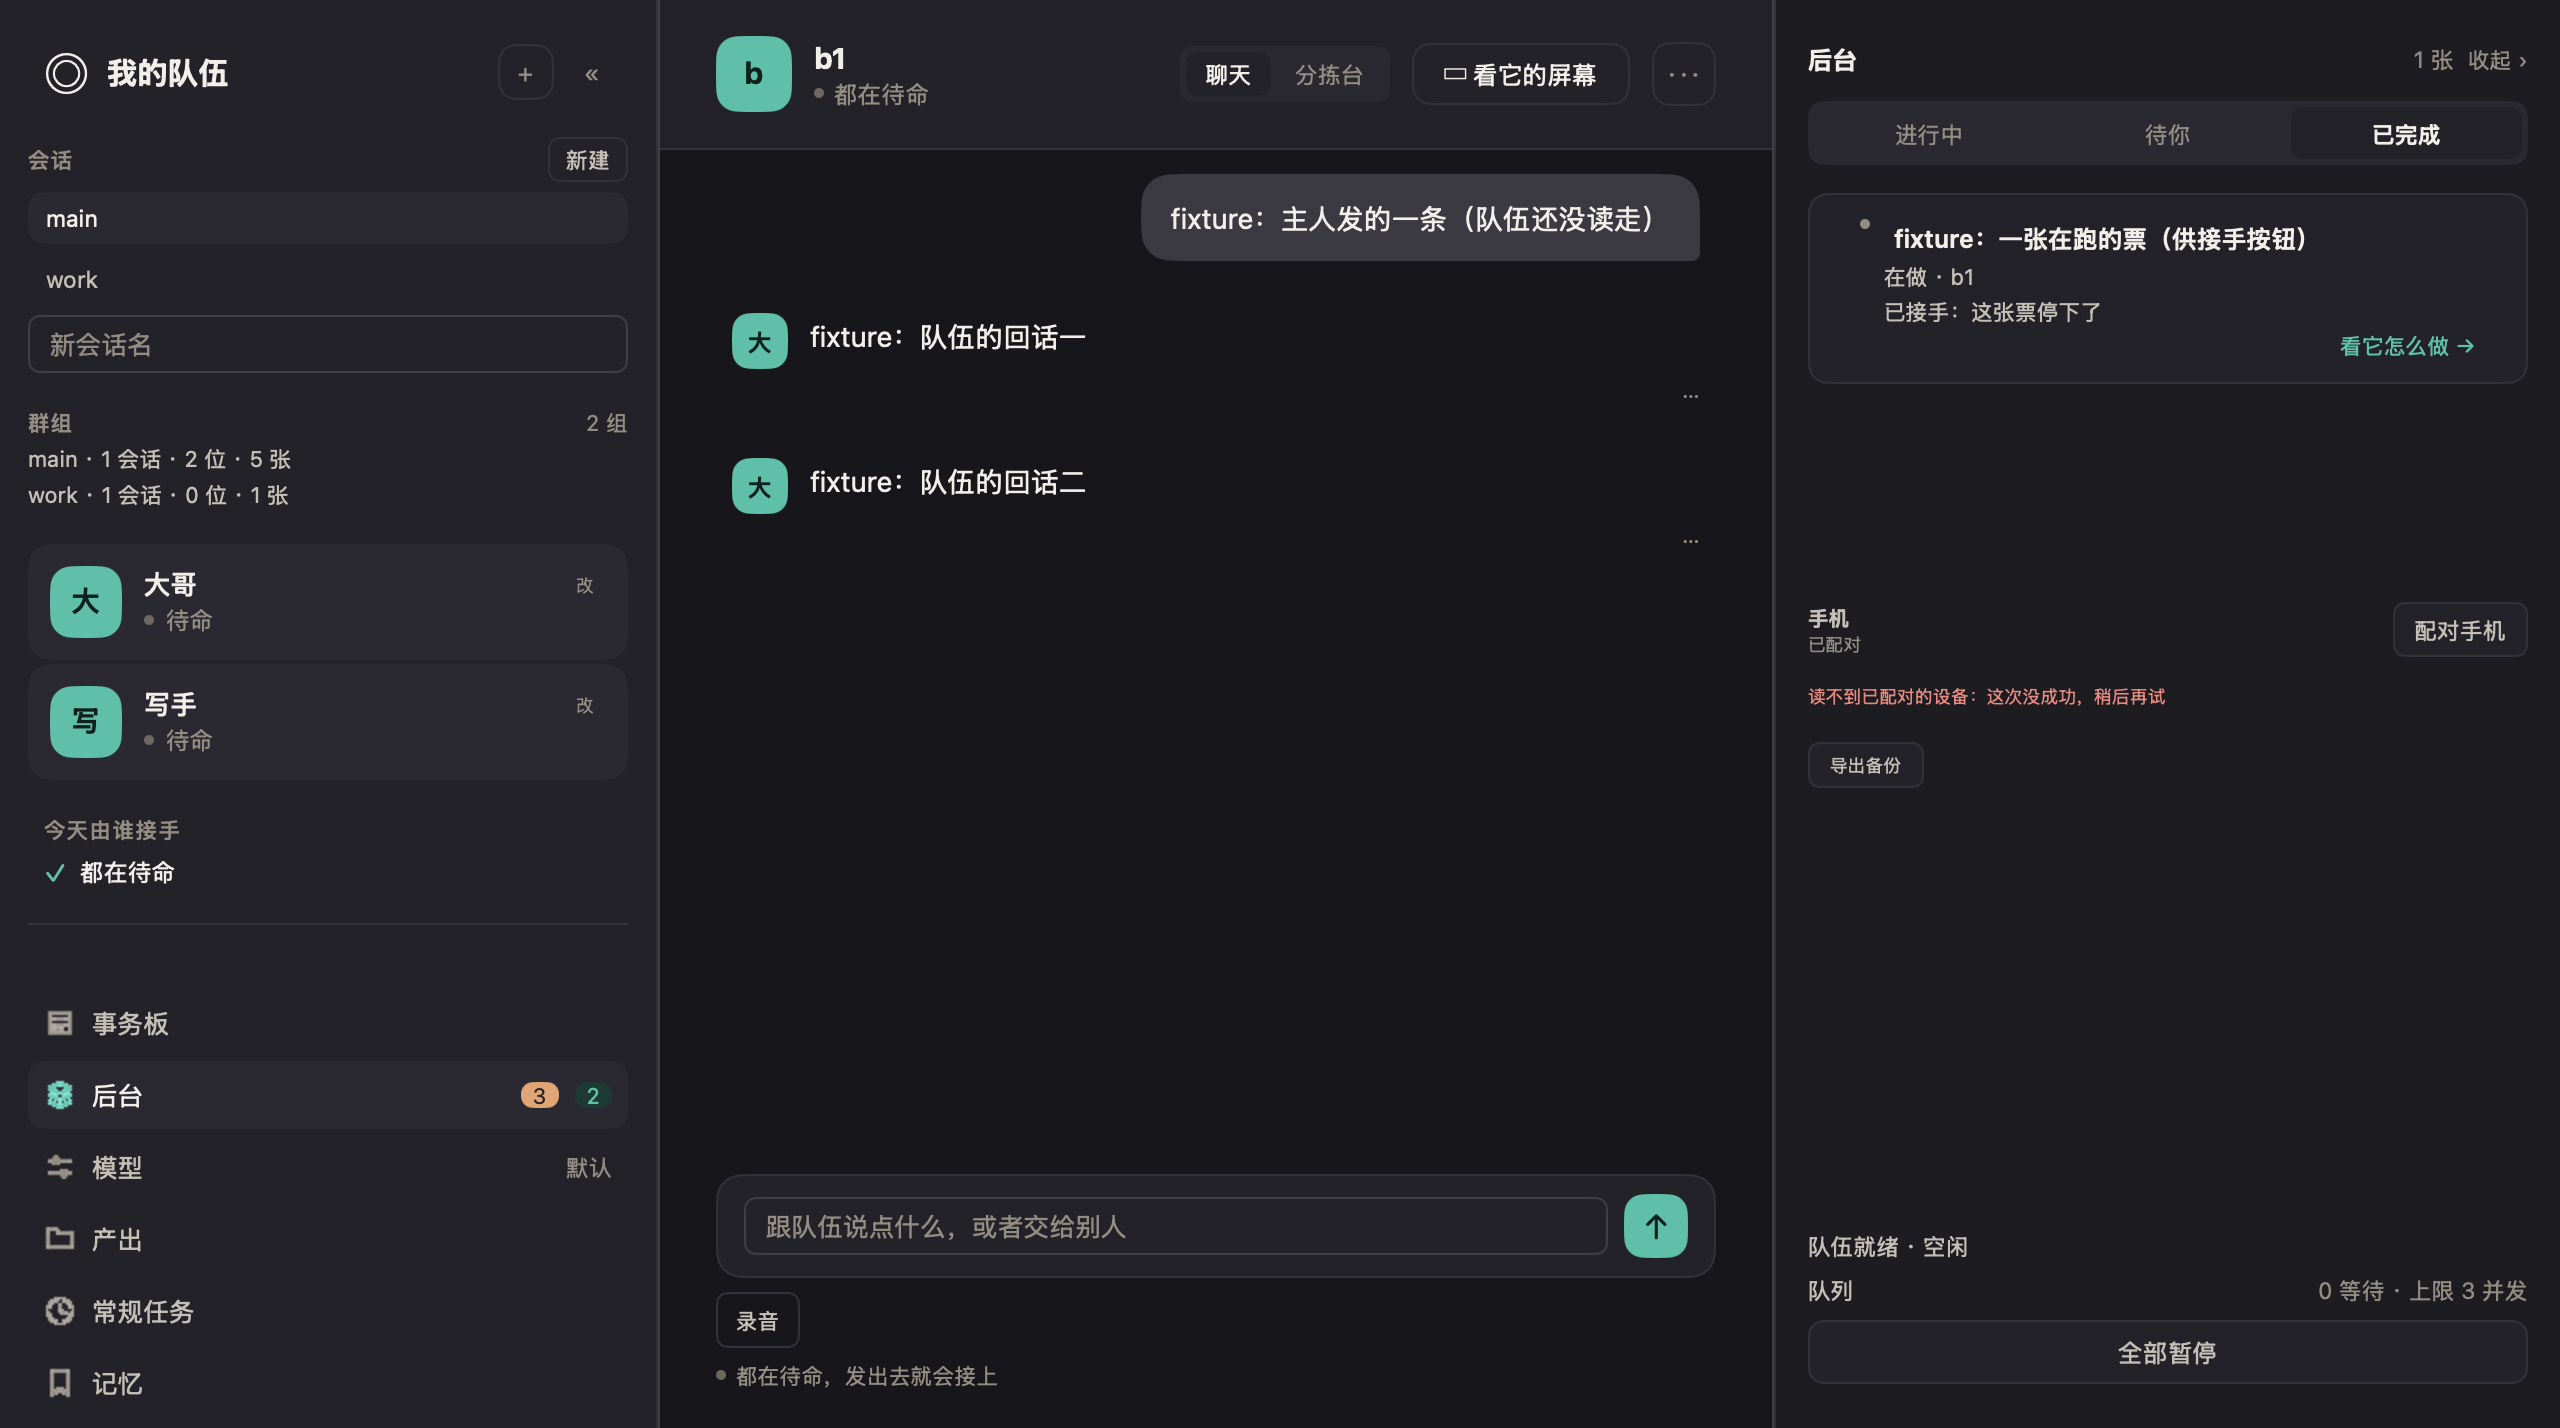 我的队伍
+
«
会话
新建
main
work
新会话名
群组
2 组
main · 1 会话 · 2 位 · 5 张
work · 1 会话 · 0 位 · 1 张
大
大哥
待命
改
写
写手
待命
改
今天由谁接手
✓ 都在待命
事务板
后台
3
2
模型
默认
产出
常规任务
记忆
b
b1
都在待命
聊天
分拣台
看它的屏幕
···
fixture：主人发的一条（队伍还没读走）
大
fixture：队伍的回话一
…
大
fixture：队伍的回话二
…
跟队伍说点什么，或者交给别人
↑
录音
都在待命，发出去就会接上
后台
1 张
收起 ›
进行中
待你
已完成
fixture：一张在跑的票（供接手按钮）
在做 · b1
已接手：这张票停下了
看它怎么做 →
手机
已配对
配对手机
读不到已配对的设备：这次没成功，稍后再试
导出备份
队伍就绪 · 空闲
队列
0 等待 · 上限 3 并发
全部暂停